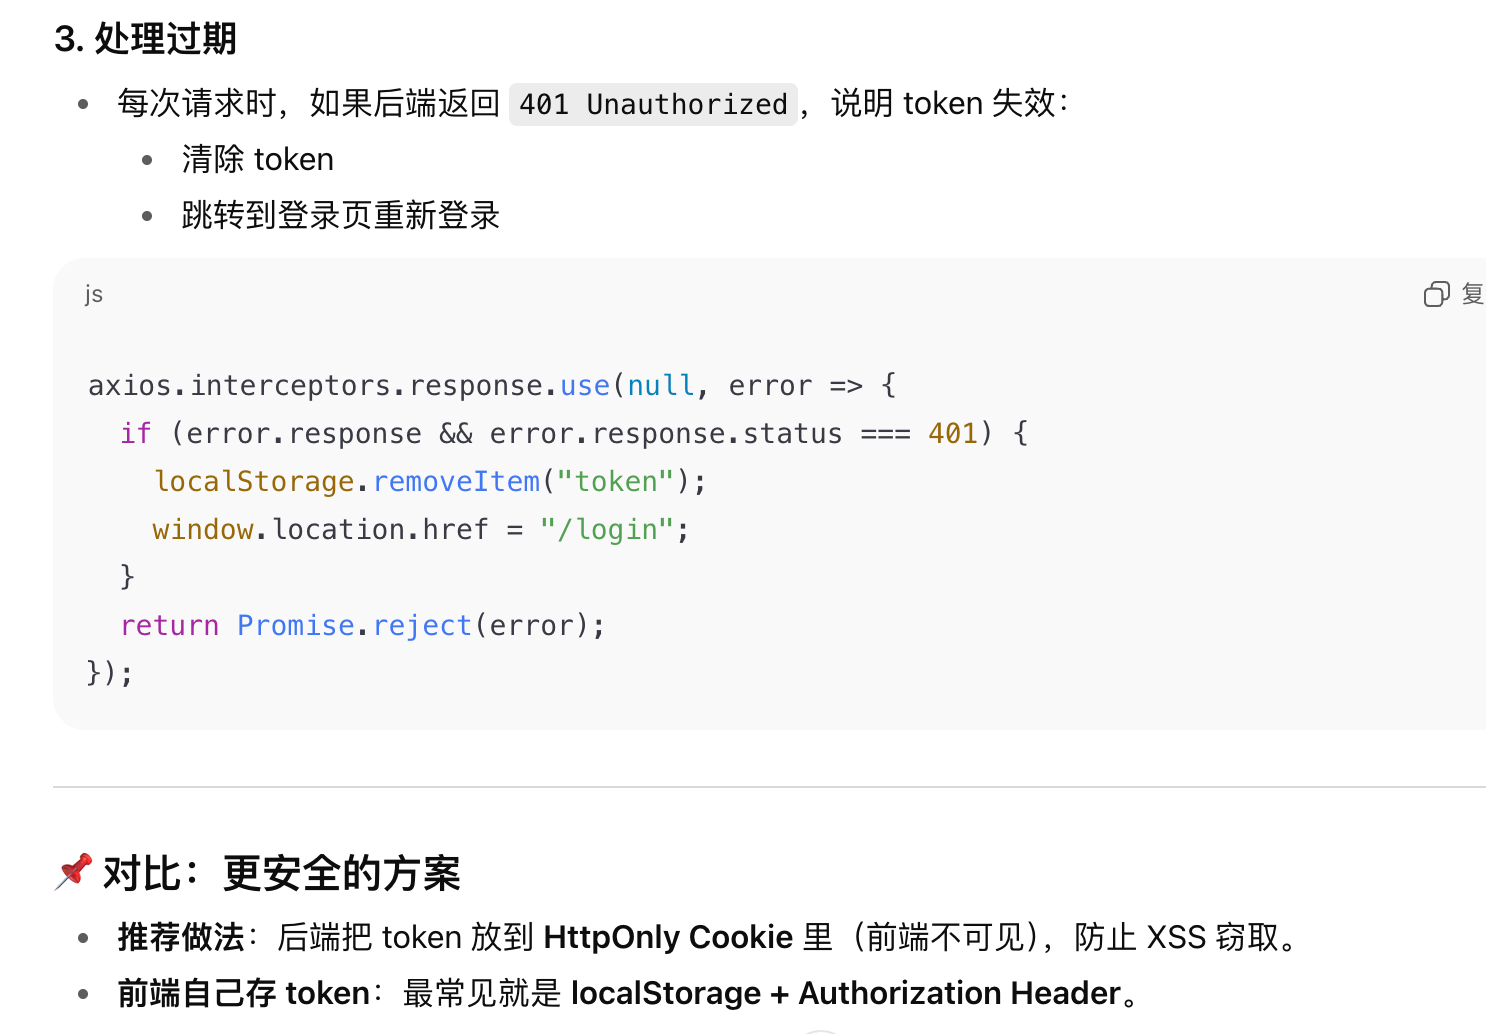 3. 处理过期
每次请求时，如果后端返回 401 Unauthorized，说明 token 失效：
清除 token
跳转到登录页重新登录
js
复
axios.interceptors.response.use(null, error => {
  if (error.response && error.response.status === 401) {
    localStorage.removeItem("token");
    window.location.href = "/login";
  }
  return Promise.reject(error);
});
📌 对比：更安全的方案
推荐做法：后端把 token 放到 HttpOnly Cookie 里（前端不可见），防止 XSS 窃取。
前端自己存 token：最常见就是 localStorage + Authorization Header。